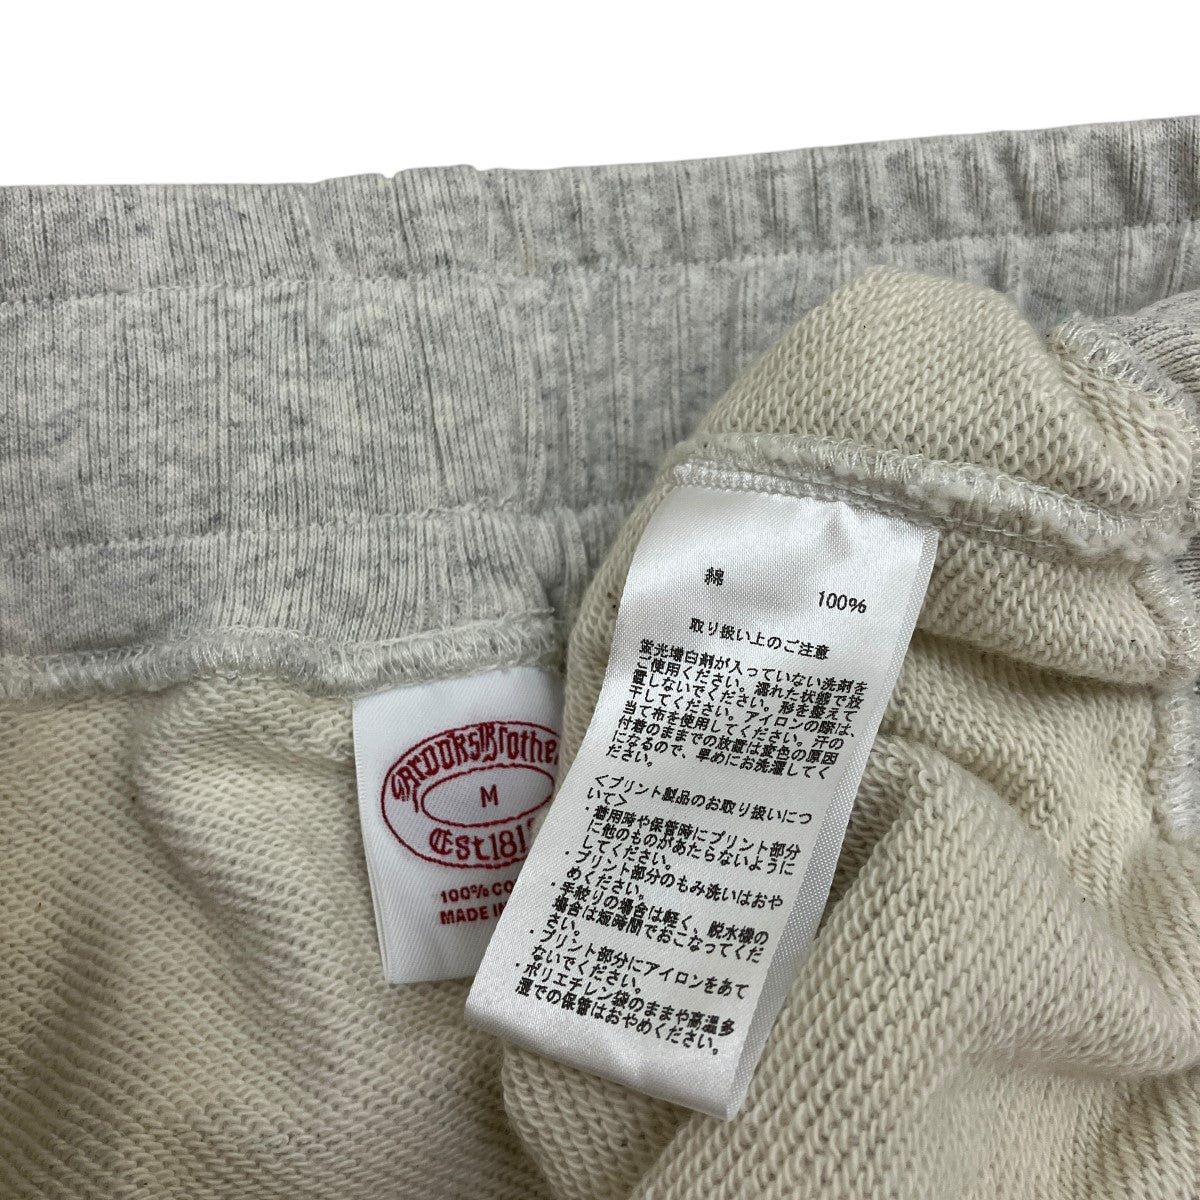 綿
100%
取り扱い上のご注意
蛍光増白剤が入っていない洗剤を
ご使用ください。濡れた状態で放
置しないでください。形を整えて
干してください。アイロンの際は、
当て布を使用してください。汗の
付着のままでの放置は変色の原因
になるので、早めにお洗濯してく
ださい。
＜プリント製品のお取り扱いにつ
いて＞
・着用時や保管時にプリント部分
に他のものがあたらないように
してください。
・プリント部分のもみ洗いはおや
めください。
・手絞りの場合は軽く、脱水機の
場合は短時間でおこなってくだ
さい。
・プリント部分にアイロンをあて
ないでください。
・ポリエチレン袋のままや高温多
湿での保管はおやめください。
Brothe
M
Est.181
100% CO
MADE IN